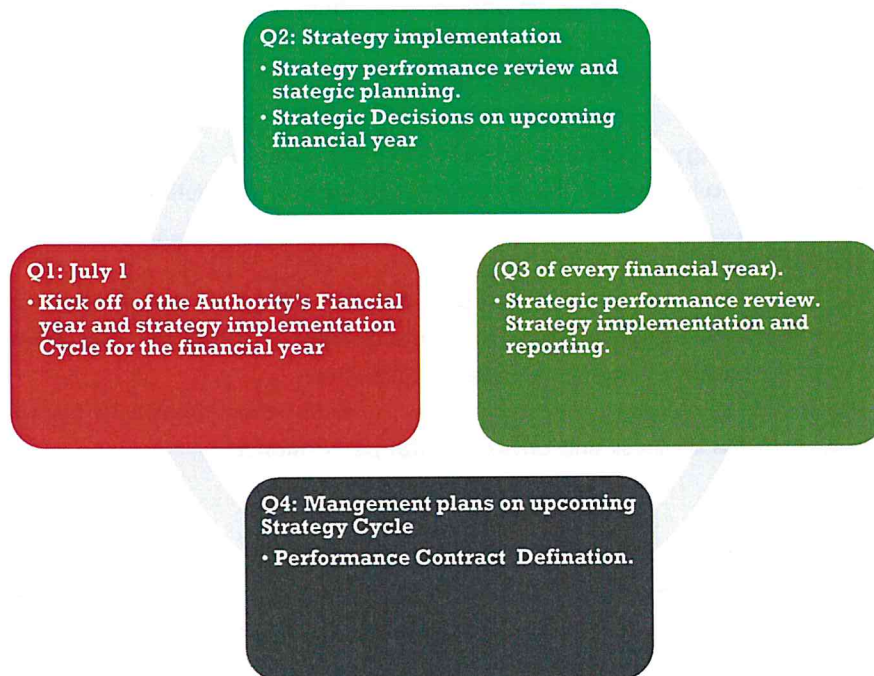 Q2: Strategy implementation
• Strategy perfromance review and
stategic planning.
• Strategic Decisions on upcoming
financial year
Q1: July 1
• Kick off of the Authority's Fiancial
year and strategy implementation
Cycle for the financial year
(Q3 of every financial year).
• Strategic performance review.
Strategy implementation and
reporting.
Q4: Mangement plans on upcoming
Strategy Cycle
• Performance Contract Defination.